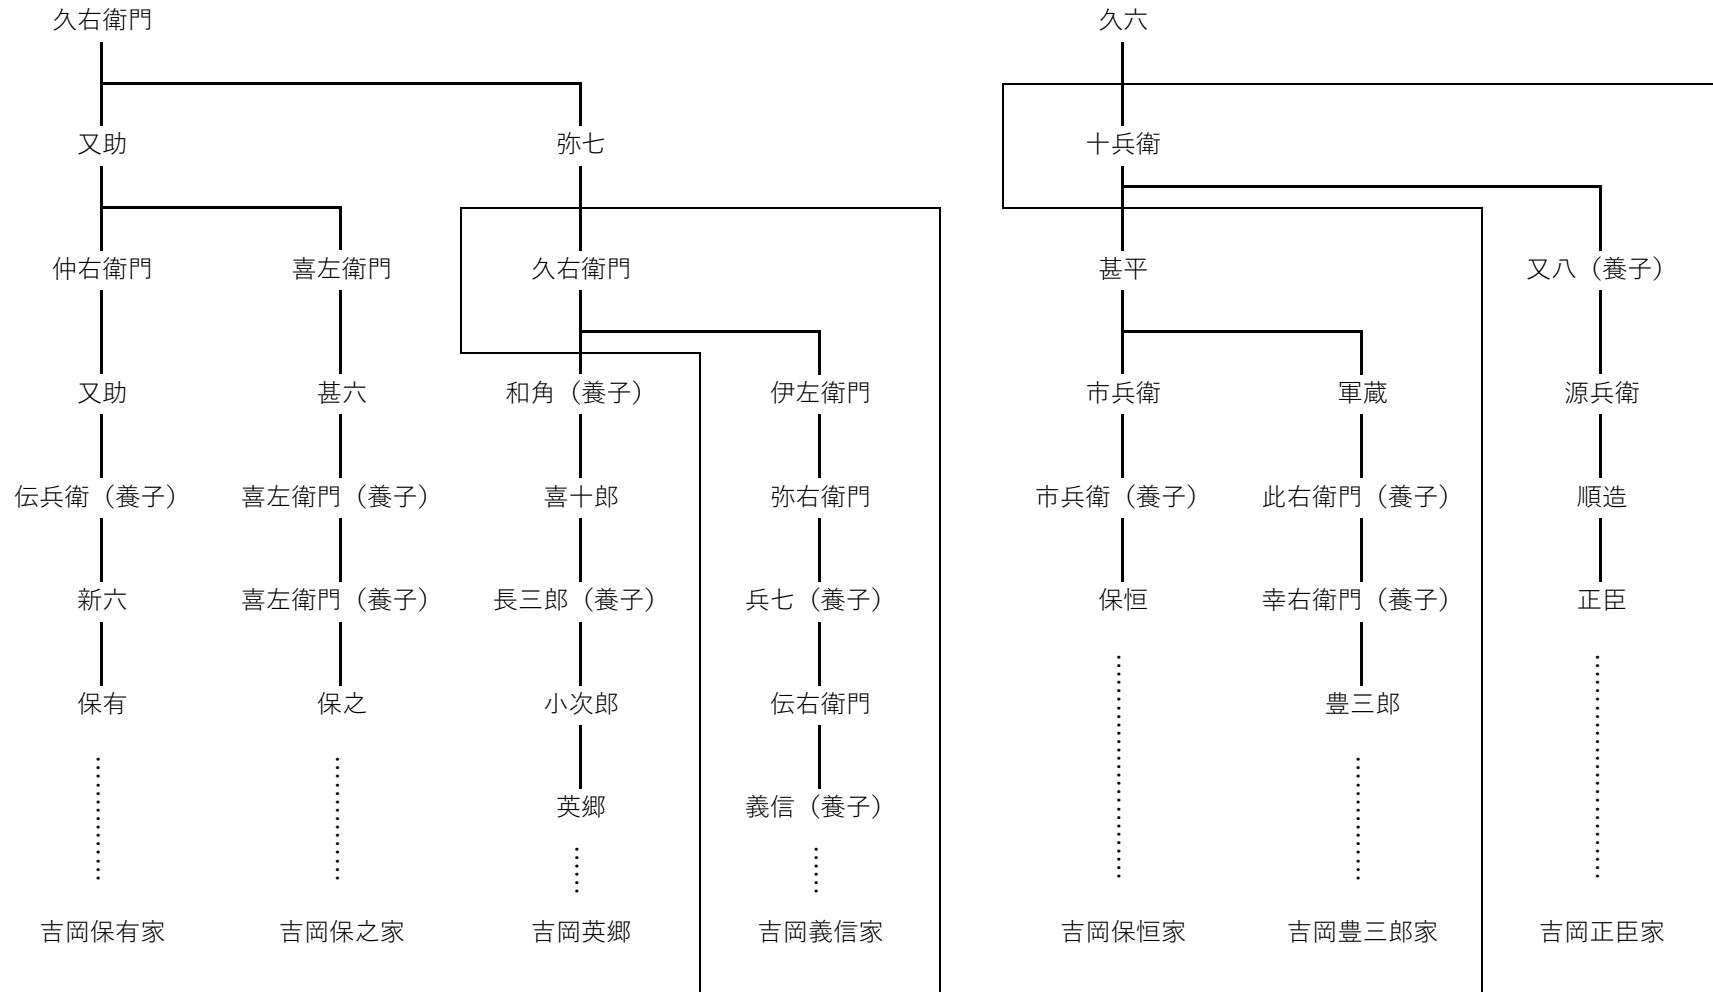 久右衛門
久六
又助
弥七
十兵衛
仲右衛門
喜左衛門
久右衛門
甚平
又八（養子）
又助
甚六
和角（養子）
伊左衛門
市兵衛
軍蔵
源兵衛
伝兵衛（養子）
喜左衛門（養子）
喜十郎
弥右衛門
市兵衛（養子）
此右衛門（養子）
順造
新六
喜左衛門（養子）
長三郎（養子）
兵七（養子）
保恒
幸右衛門（養子）
正臣
保有
保之
小次郎
伝右衛門
豊三郎
英郷
義信（養子）
吉岡保有家
吉岡保之家
吉岡英郷
吉岡義信家
吉岡保恒家
吉岡豊三郎家
吉岡正臣家